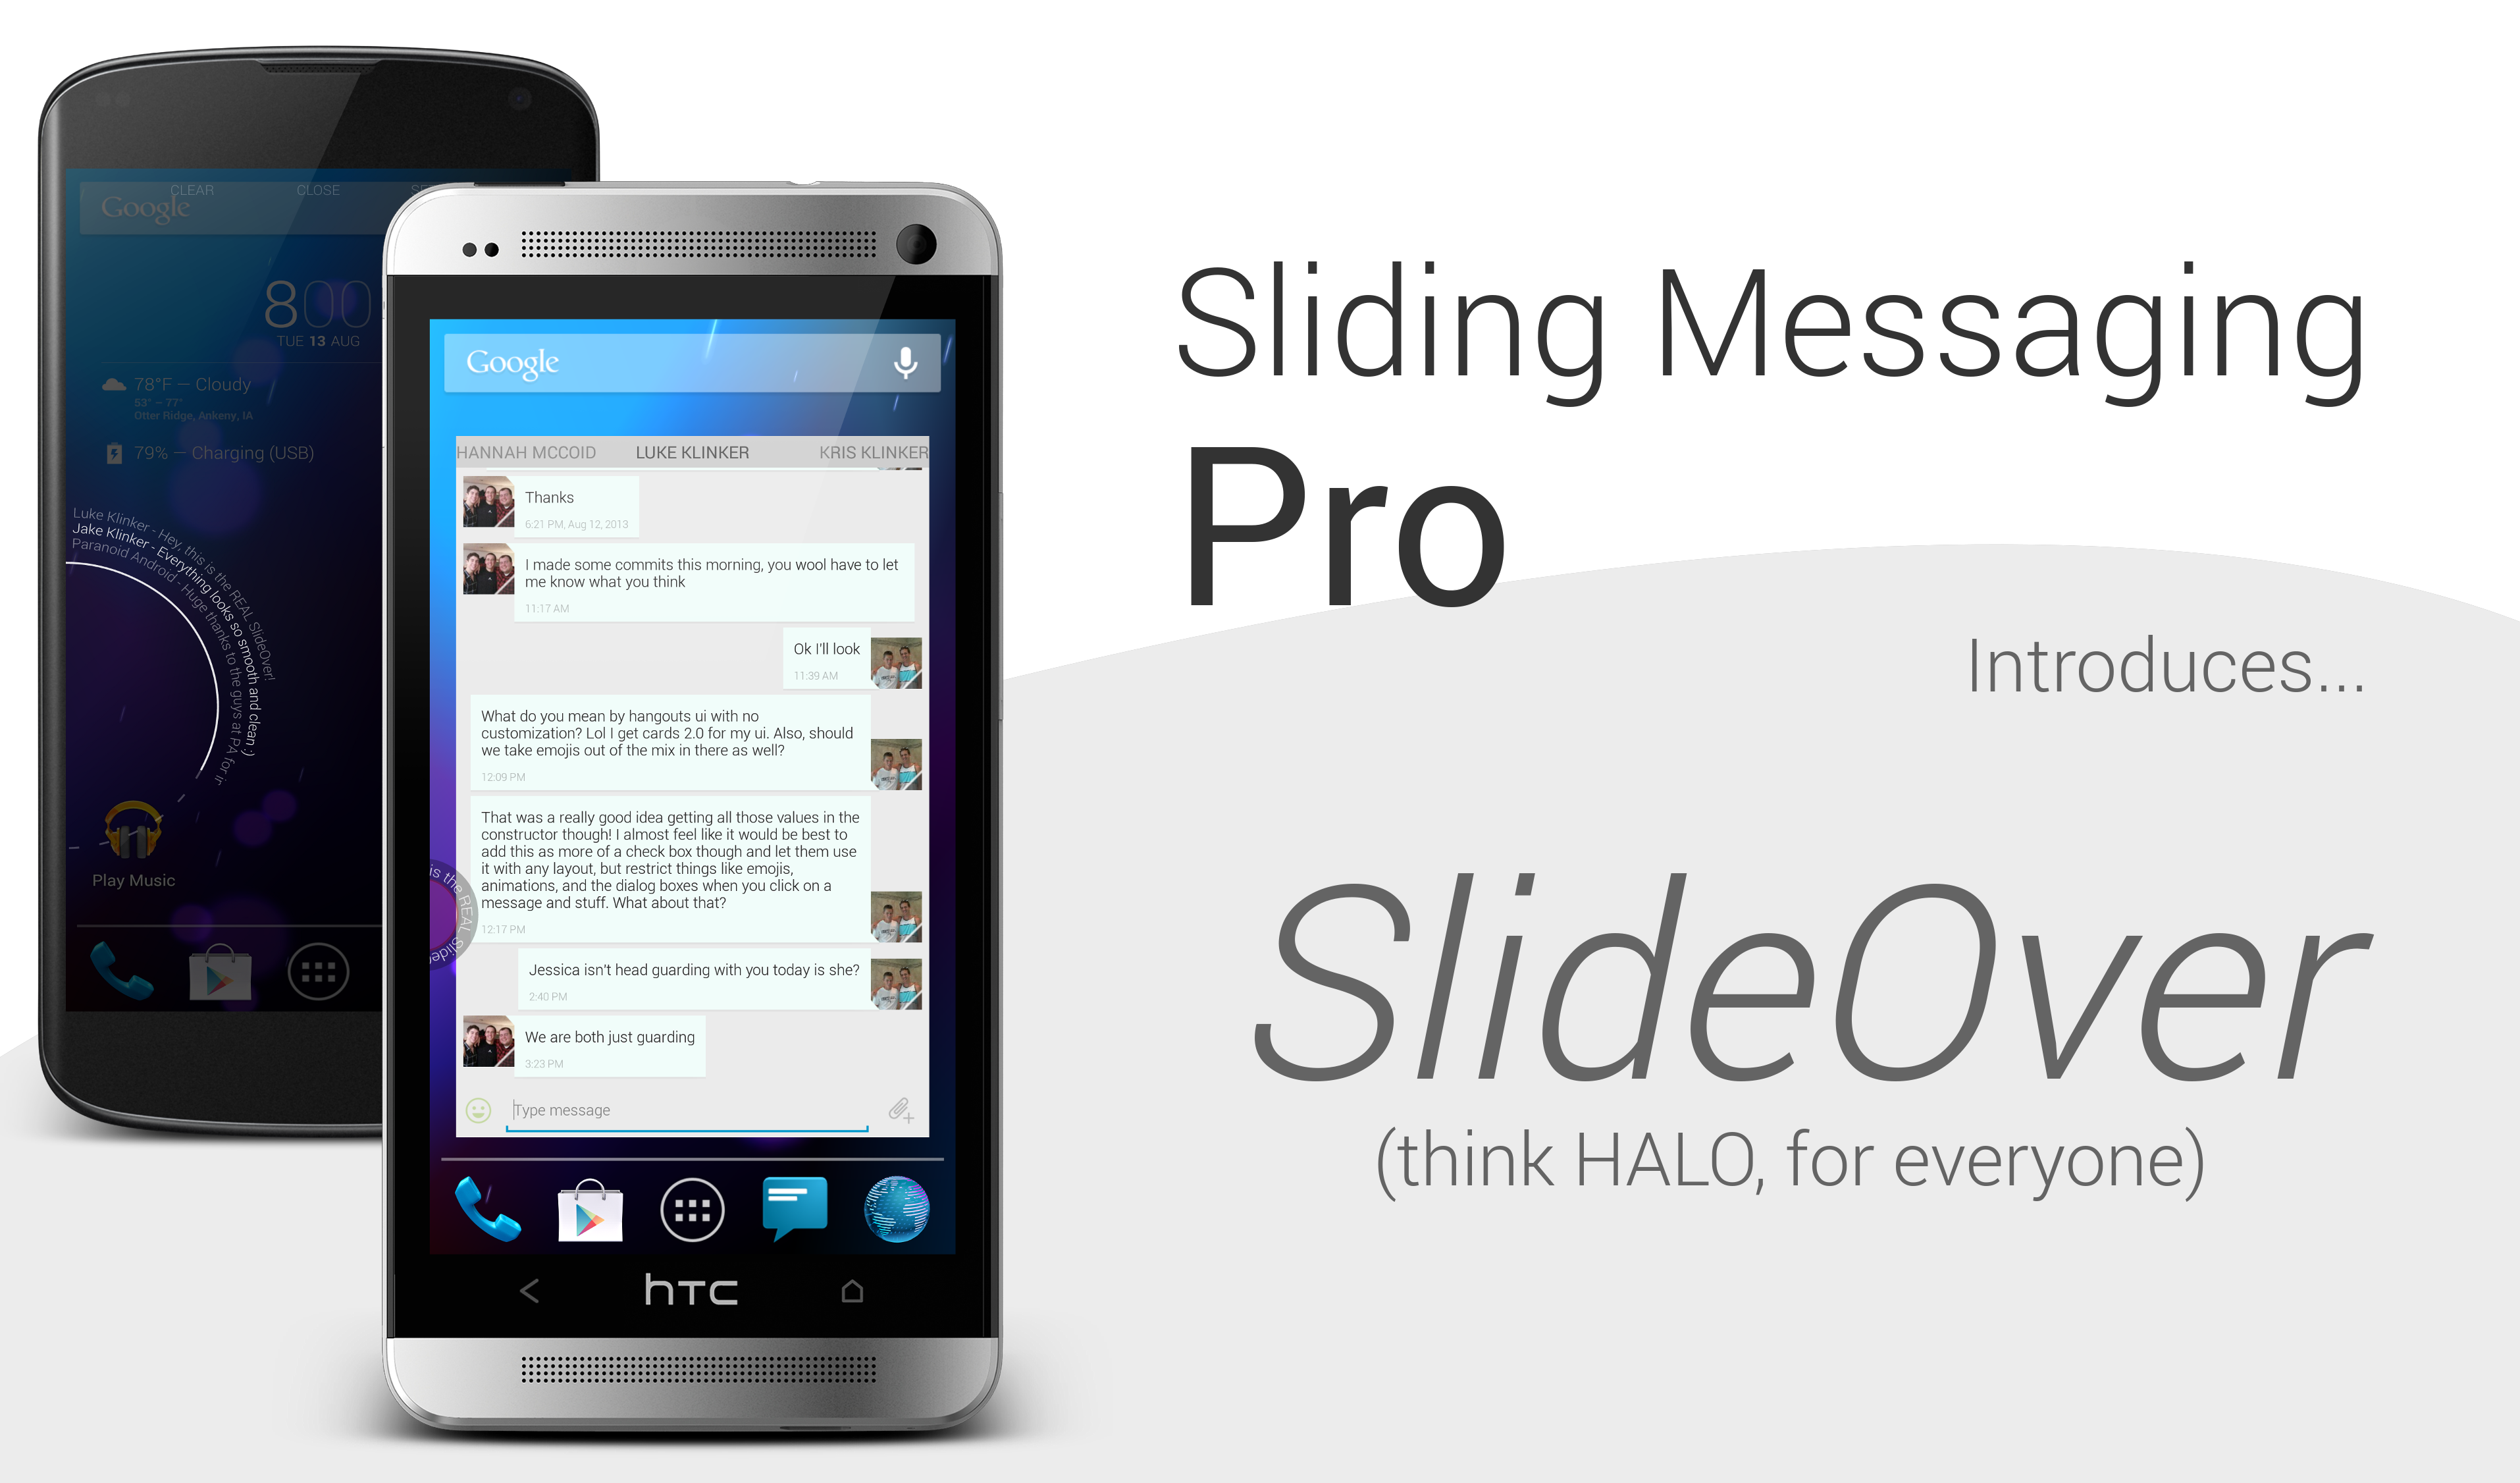 CLEAR CLOSE
Google
800
TUE 13 AUG
78°F — Cloudy
53° – 77°
Otter Ridge, Ankeny, IA
79% — Charging (USB)
Luke Klinker - Hey, this is the REAL SlideOver!
Jake Klinker - Everything looks so smooth and clean :)
Paranoid Android - Huge thanks to the guys at PA for
Play Music
Google
HANNAH MCCOID LUKE KLINKER KRIS KLINKER
Thanks
6:21 PM, Aug 12, 2013
I made some commits this morning, you wool have to let
me know what you think
11:17 AM
Ok I'll look
11:39 AM
What do you mean by hangouts ui with no
customization? Lol I get cards 2.0 for my ui. Also, should
we take emojis out of the mix in there as well?
12:09 PM
That was a really good idea getting all those values in the
constructor though! I almost feel like it would be best to
add this as more of a check box though and let them use
it with any layout, but restrict things like emojis,
animations, and the dialog boxes when you click on a
message and stuff. What about that?
12:17 PM
is the REAL
Jessica isn't head guarding with you today is she?
2:40 PM
We are both just guarding
3:23 PM
Type message
hTC
Sliding Messaging
Pro
Introduces...
SlideOver
(think HALO, for everyone)